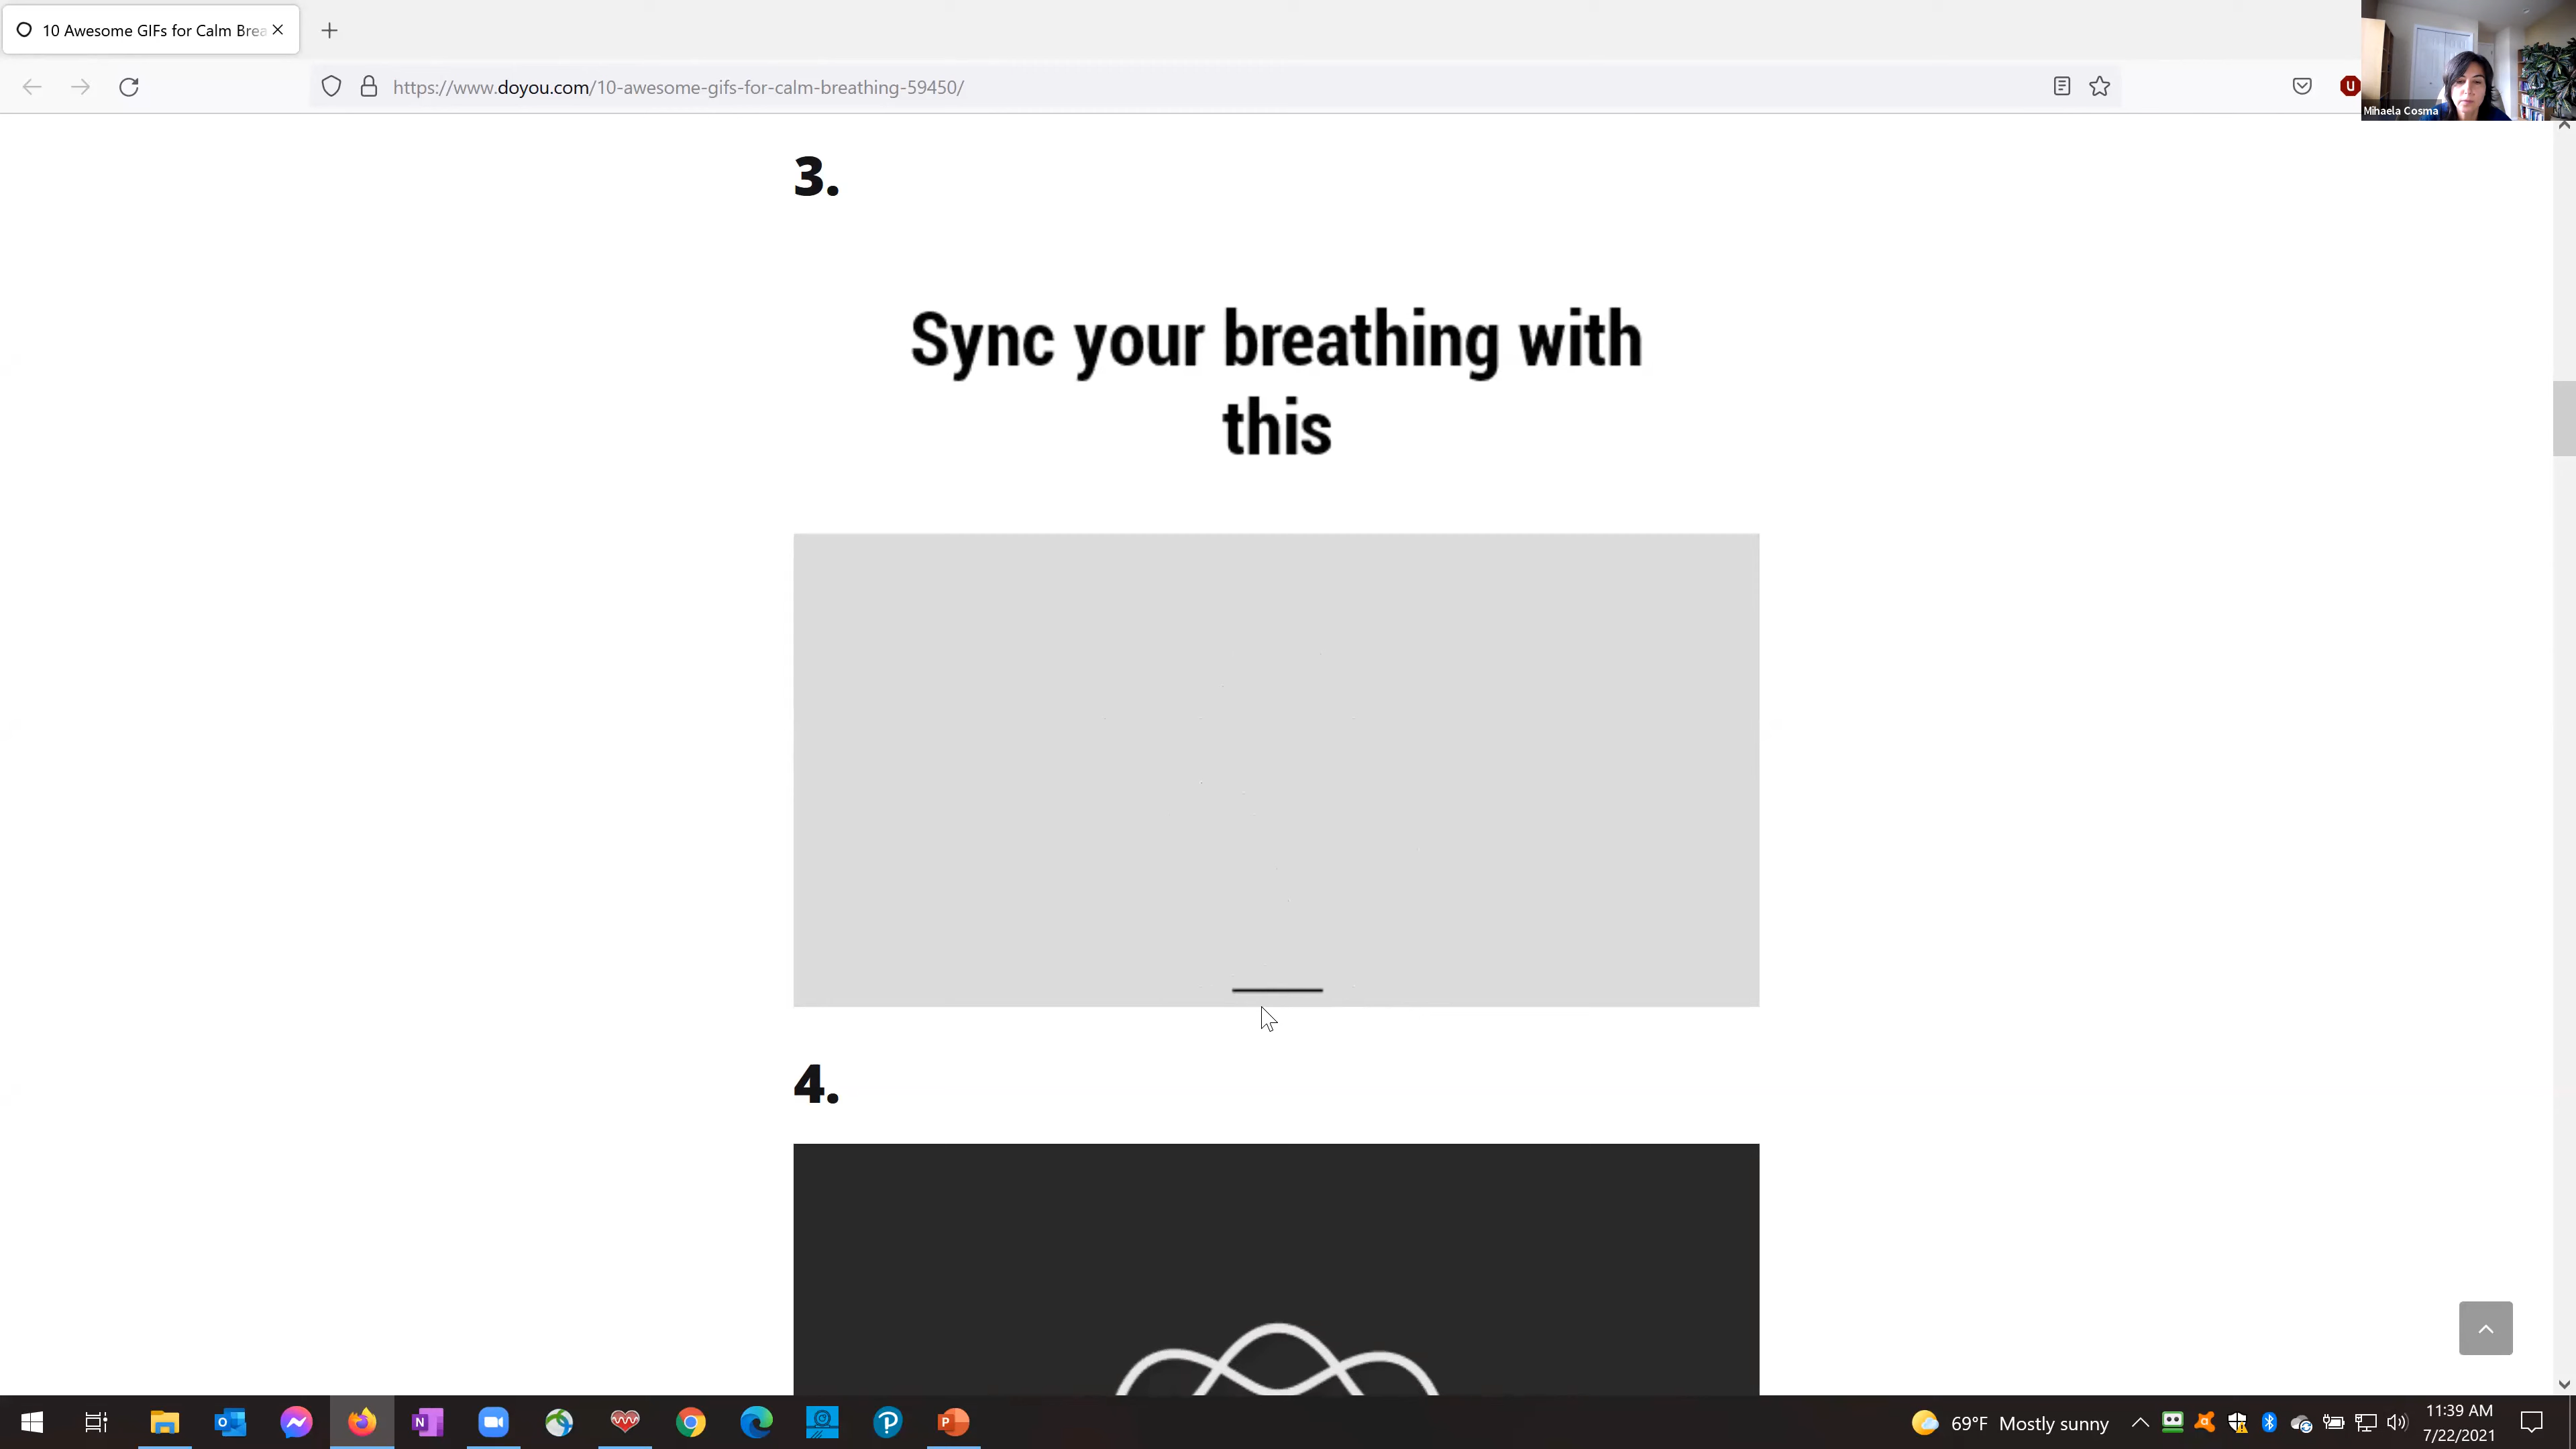 10 Awesome GIFs for Calm Brea
https://www.doyou.com/10-awesome-gifs-for-calm-breathing-59450/
Mihaela Cosma
3.
Sync your breathing with
this
4.
69°F Mostly sunny
11:39 AM
7/22/2021